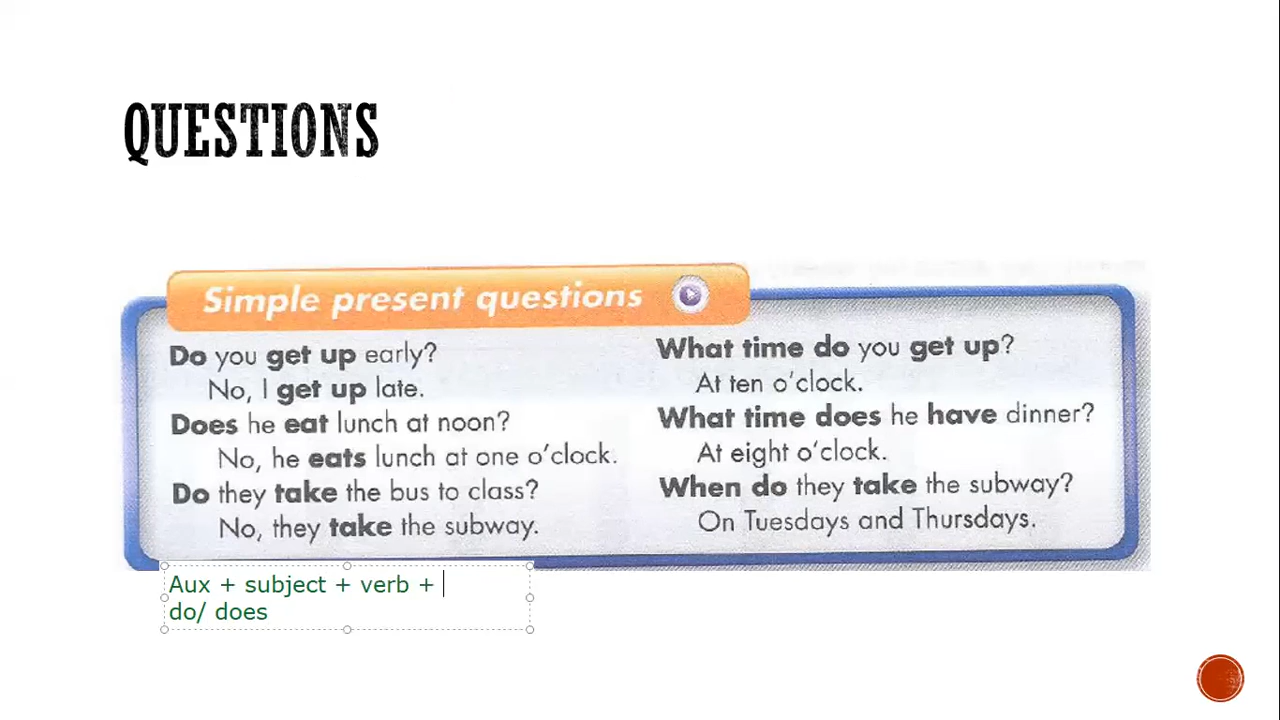 QUESTIONS
Simple present questions
Do you get up early?
No, I get up late.
Does he eat lunch at noon?
No, he eats lunch at one o'clock.
Do they take the bus to class?
No, they take the subway.
What time do you get up?
At ten o'clock.
What time does he have dinner?
At eight o'clock.
When do they take the subway?
On Tuesdays and Thursdays.
Aux + subject + verb +
do/ does